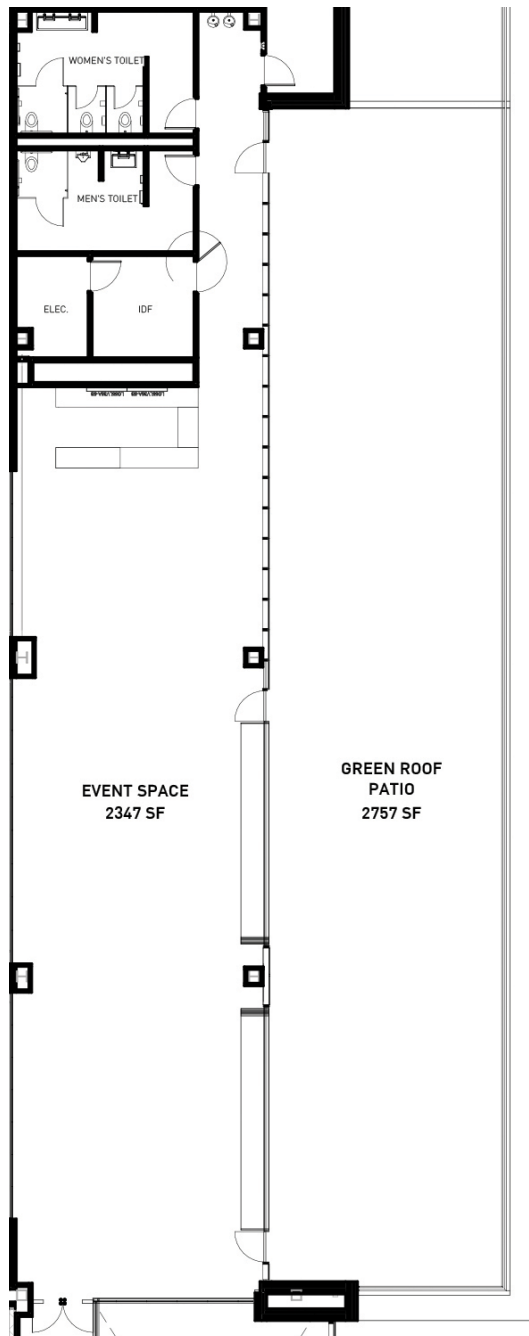 WOMEN'S TOILET
MEN'S TOILET
ELEC.
IDF
EVENT SPACE
2347 SF
GREEN ROOF
PATIO
2757 SF